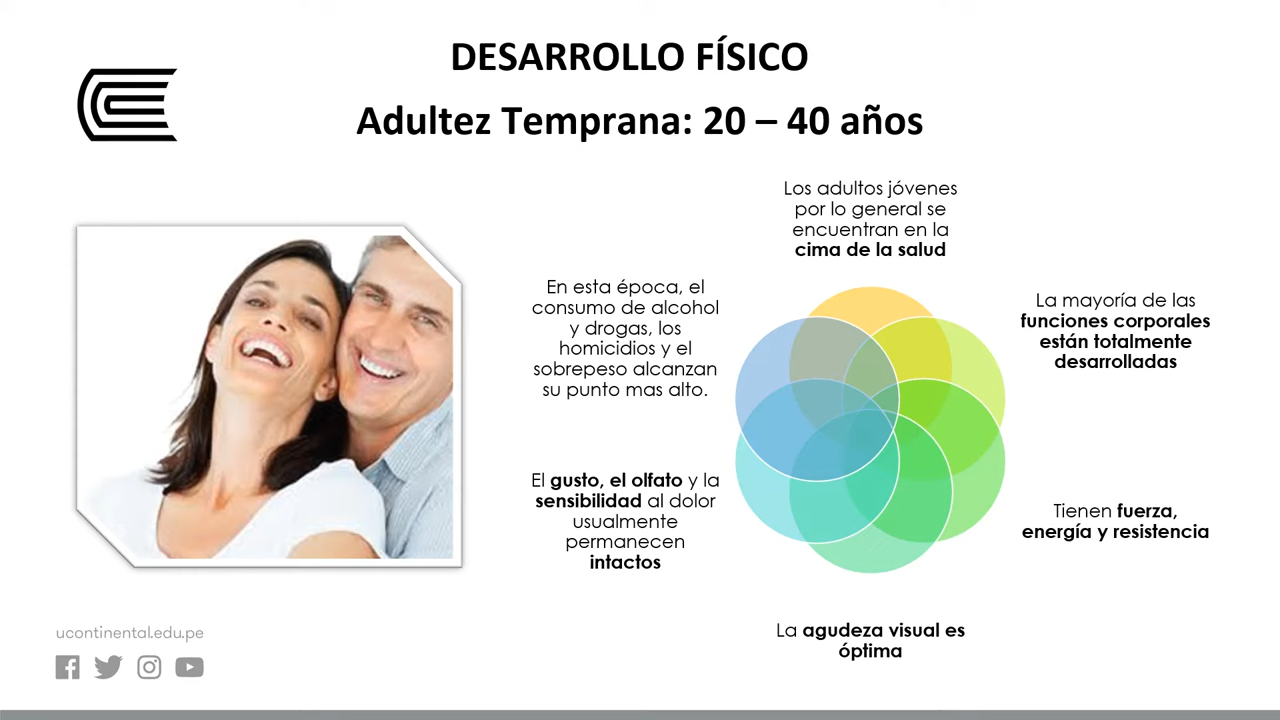 DESARROLLO FÍSICO
Adultez Temprana: 20 – 40 años
Los adultos jóvenes
por lo general se
encuentran en la
cima de la salud
La mayoría de las
funciones corporales
están totalmente
desarrolladas
Tienen fuerza,
energía y resistencia
La agudeza visual es
óptima
El gusto, el olfato y la
sensibilidad al dolor
usualmente
permanecen
intactos
En esta época, el
consumo de alcohol
y drogas, los
homicidios y el
sobrepeso alcanzan
su punto mas alto.
ucontinental.edu.pe